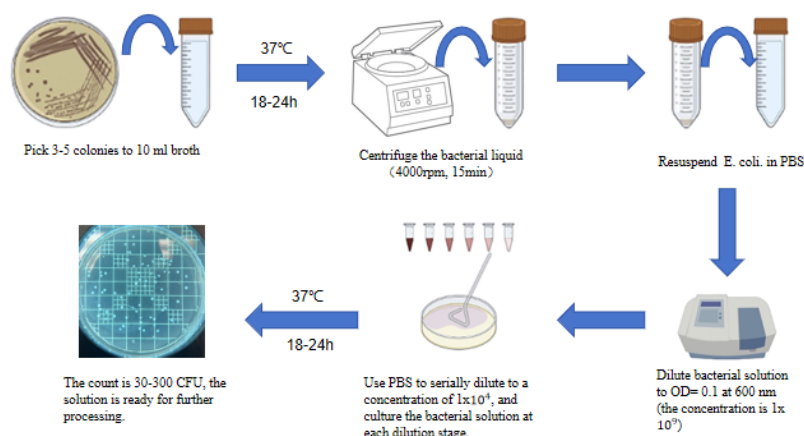 37℃
18-24h
Pick 3-5 colonies to 10 ml broth
Centrifuge the bacterial liquid
（4000rpm, 15min）
Resuspend E. coli. in PBS
Dilute bacterial solution
to OD= 0.1 at 600 nm
(the concentration is 1x
10⁹)
Use PBS to serially dilute to a
concentration of 1x10⁴, and
culture the bacterial solution at
each dilution stage.
37℃
18-24h
The count is 30-300 CFU, the
solution is ready for further
processing.